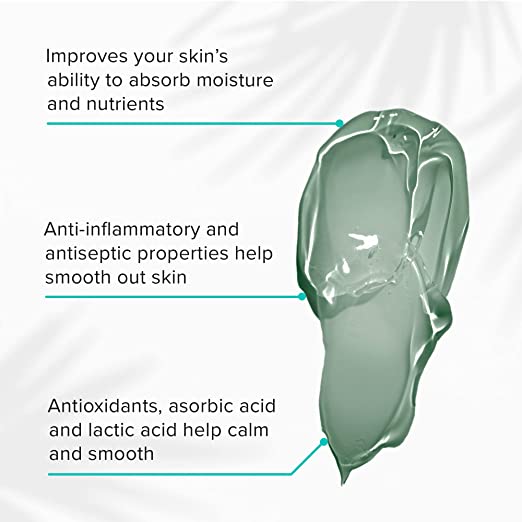 Improves your skin's
ability to absorb moisture
and nutrients
Anti-inflammatory and
antiseptic properties help
smooth out skin
Antioxidants, asorbic acid
and lactic acid help calm
and smooth